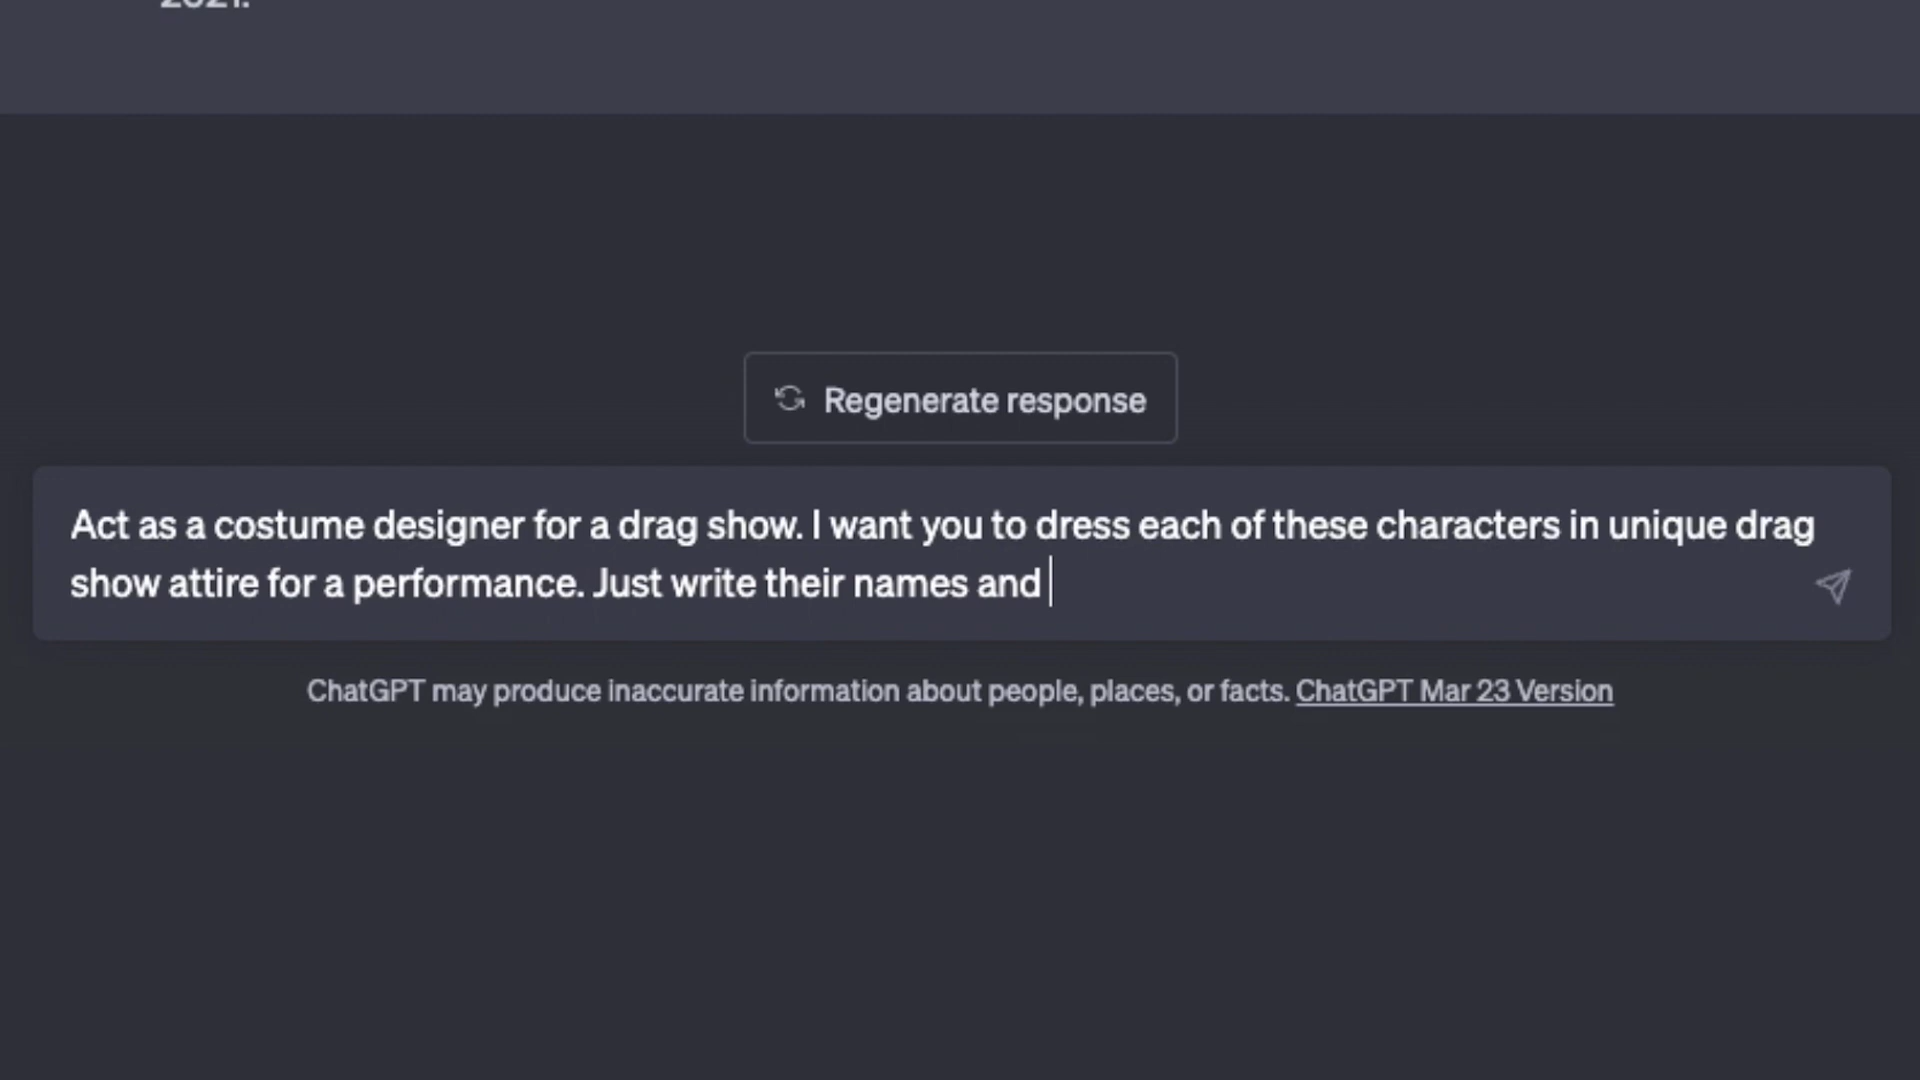 2021.
Regenerate response
Act as a costume designer for a drag show. I want you to dress each of these characters in unique drag
show attire for a performance. Just write their names and
ChatGPT may produce inaccurate information about people, places, or facts. ChatGPT Mar 23 Version